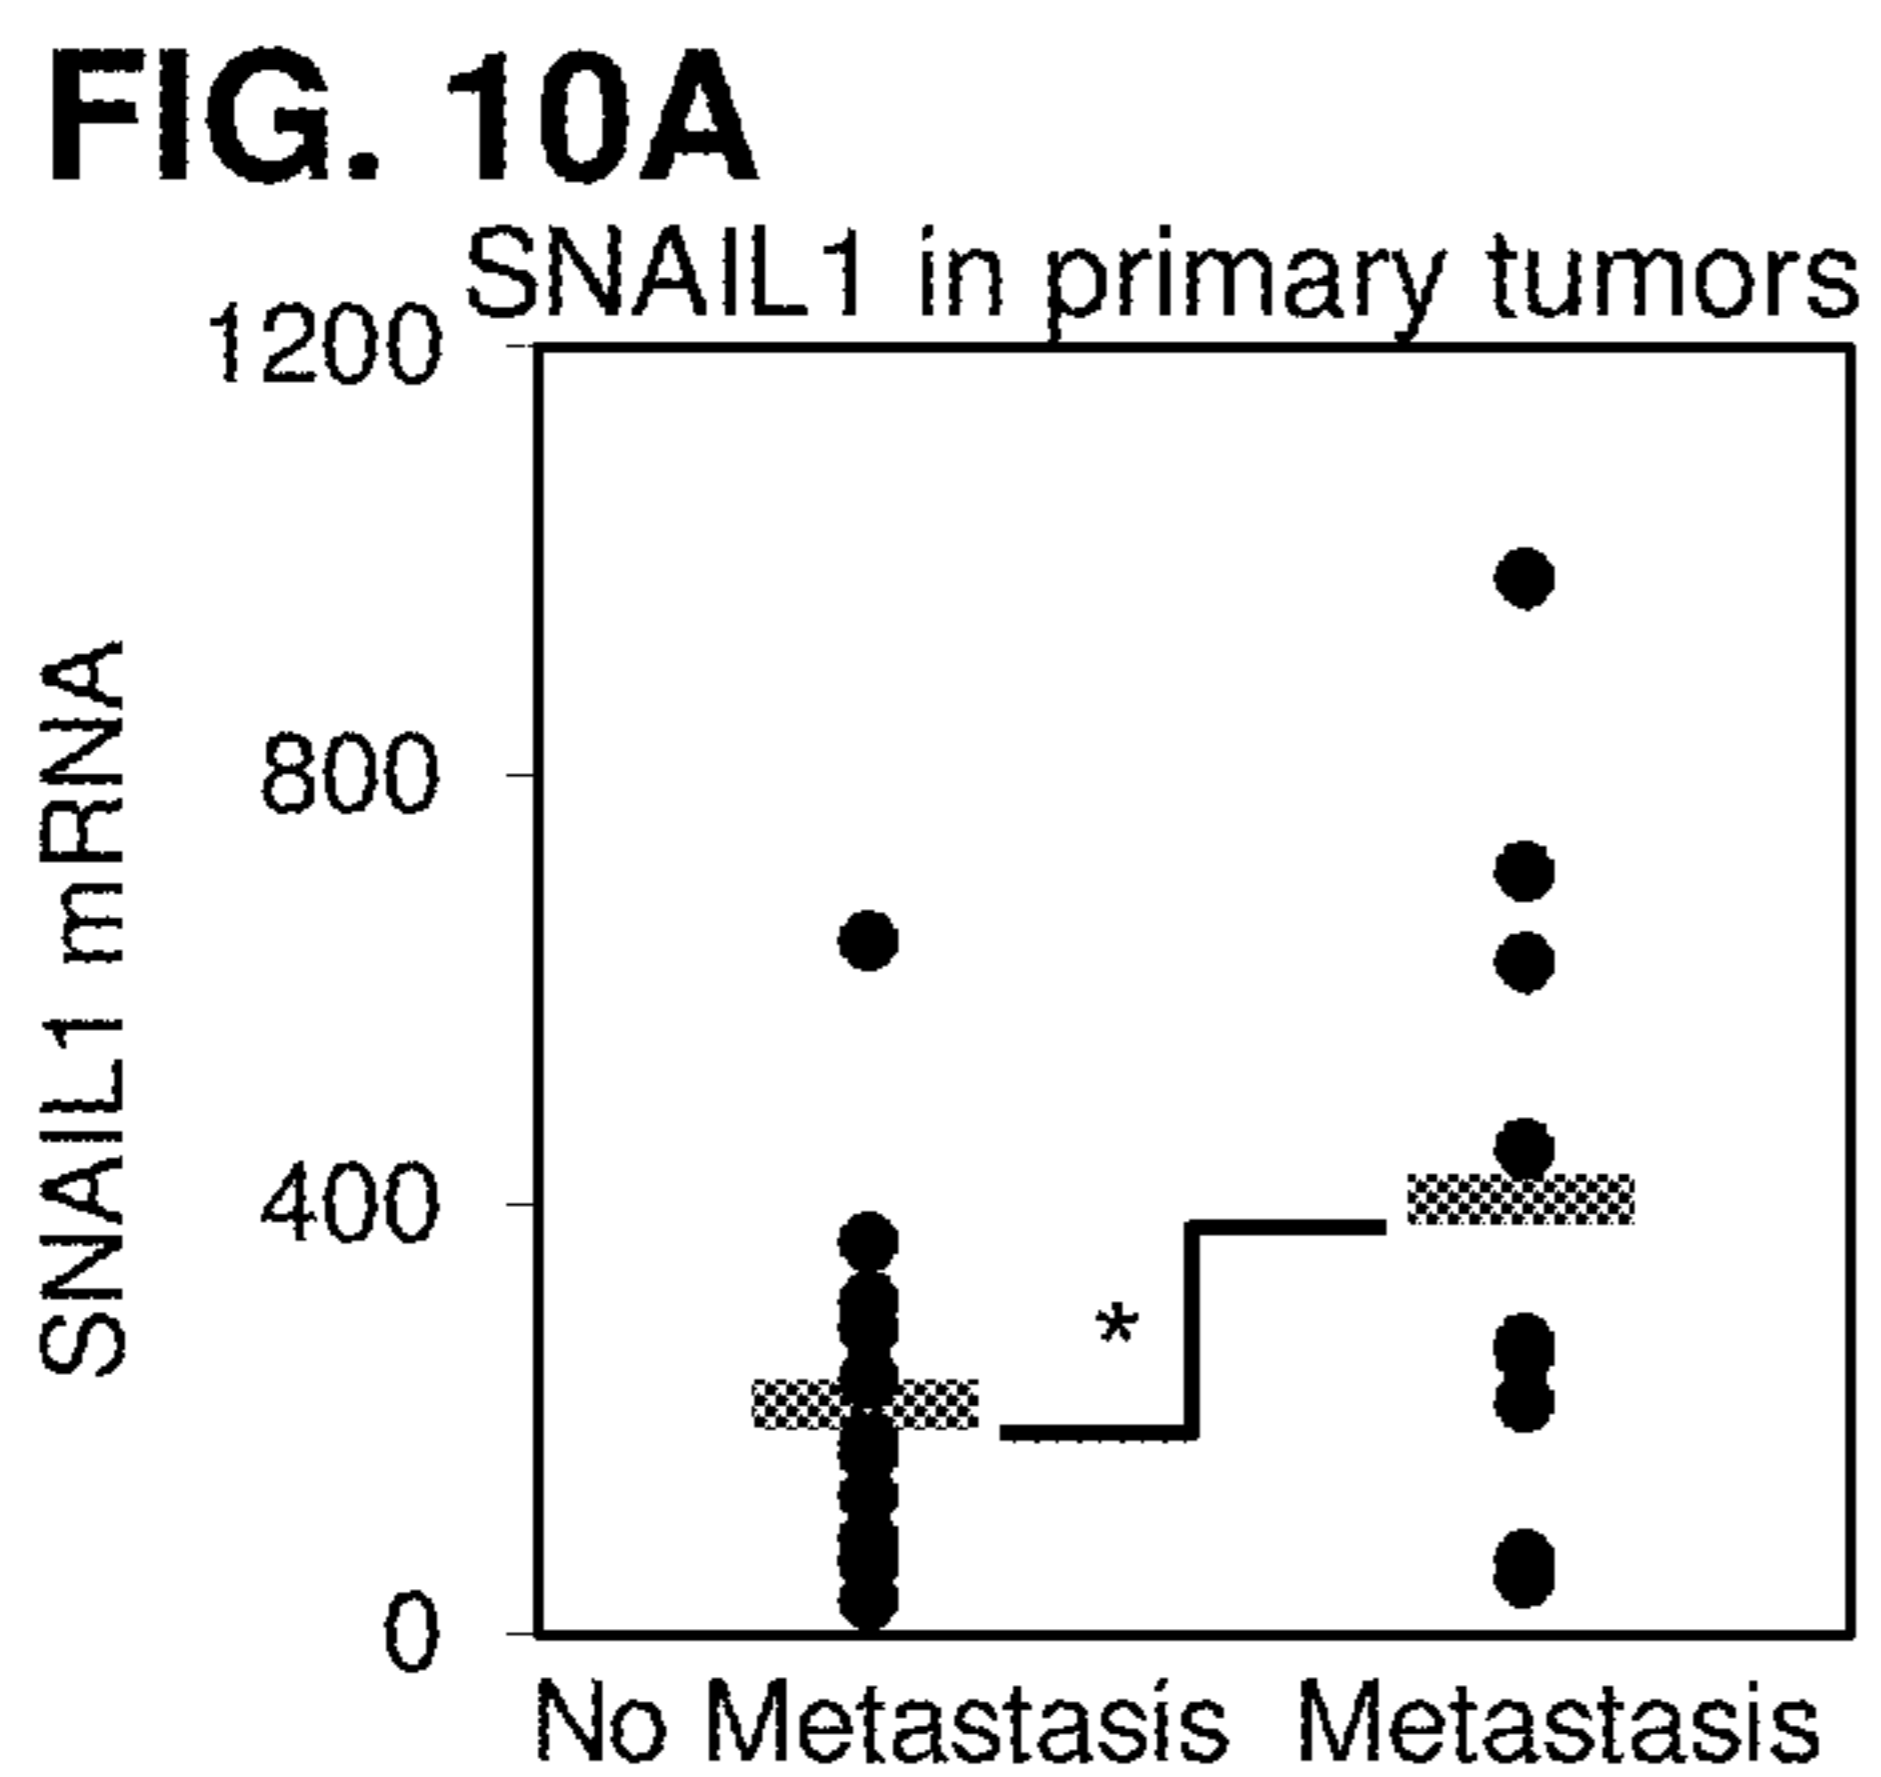 FIG. 10A
SNAIL1 in primary tumors
1200
800
400
0
SNAIL1 mRNA
*
No Metastasis
Metastasis